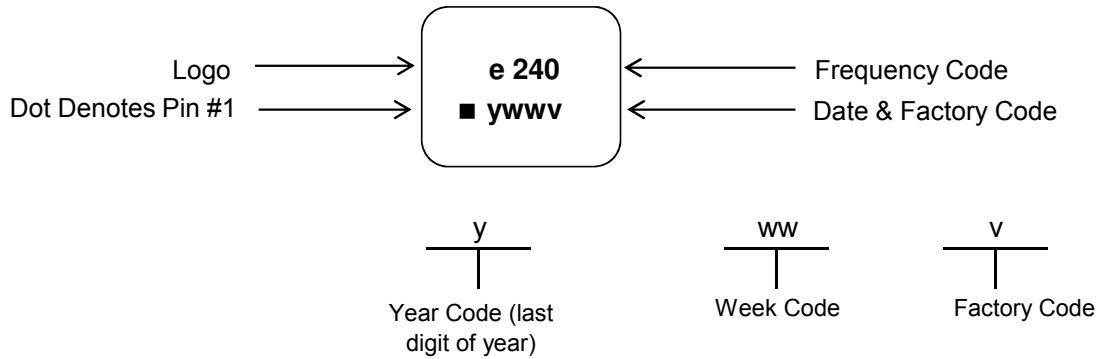 Logo
e 240
Frequency Code
Dot Denotes Pin #1
■ ywwv
Date & Factory Code
y
ww
v
Year Code (last
digit of year)
Week Code
Factory Code